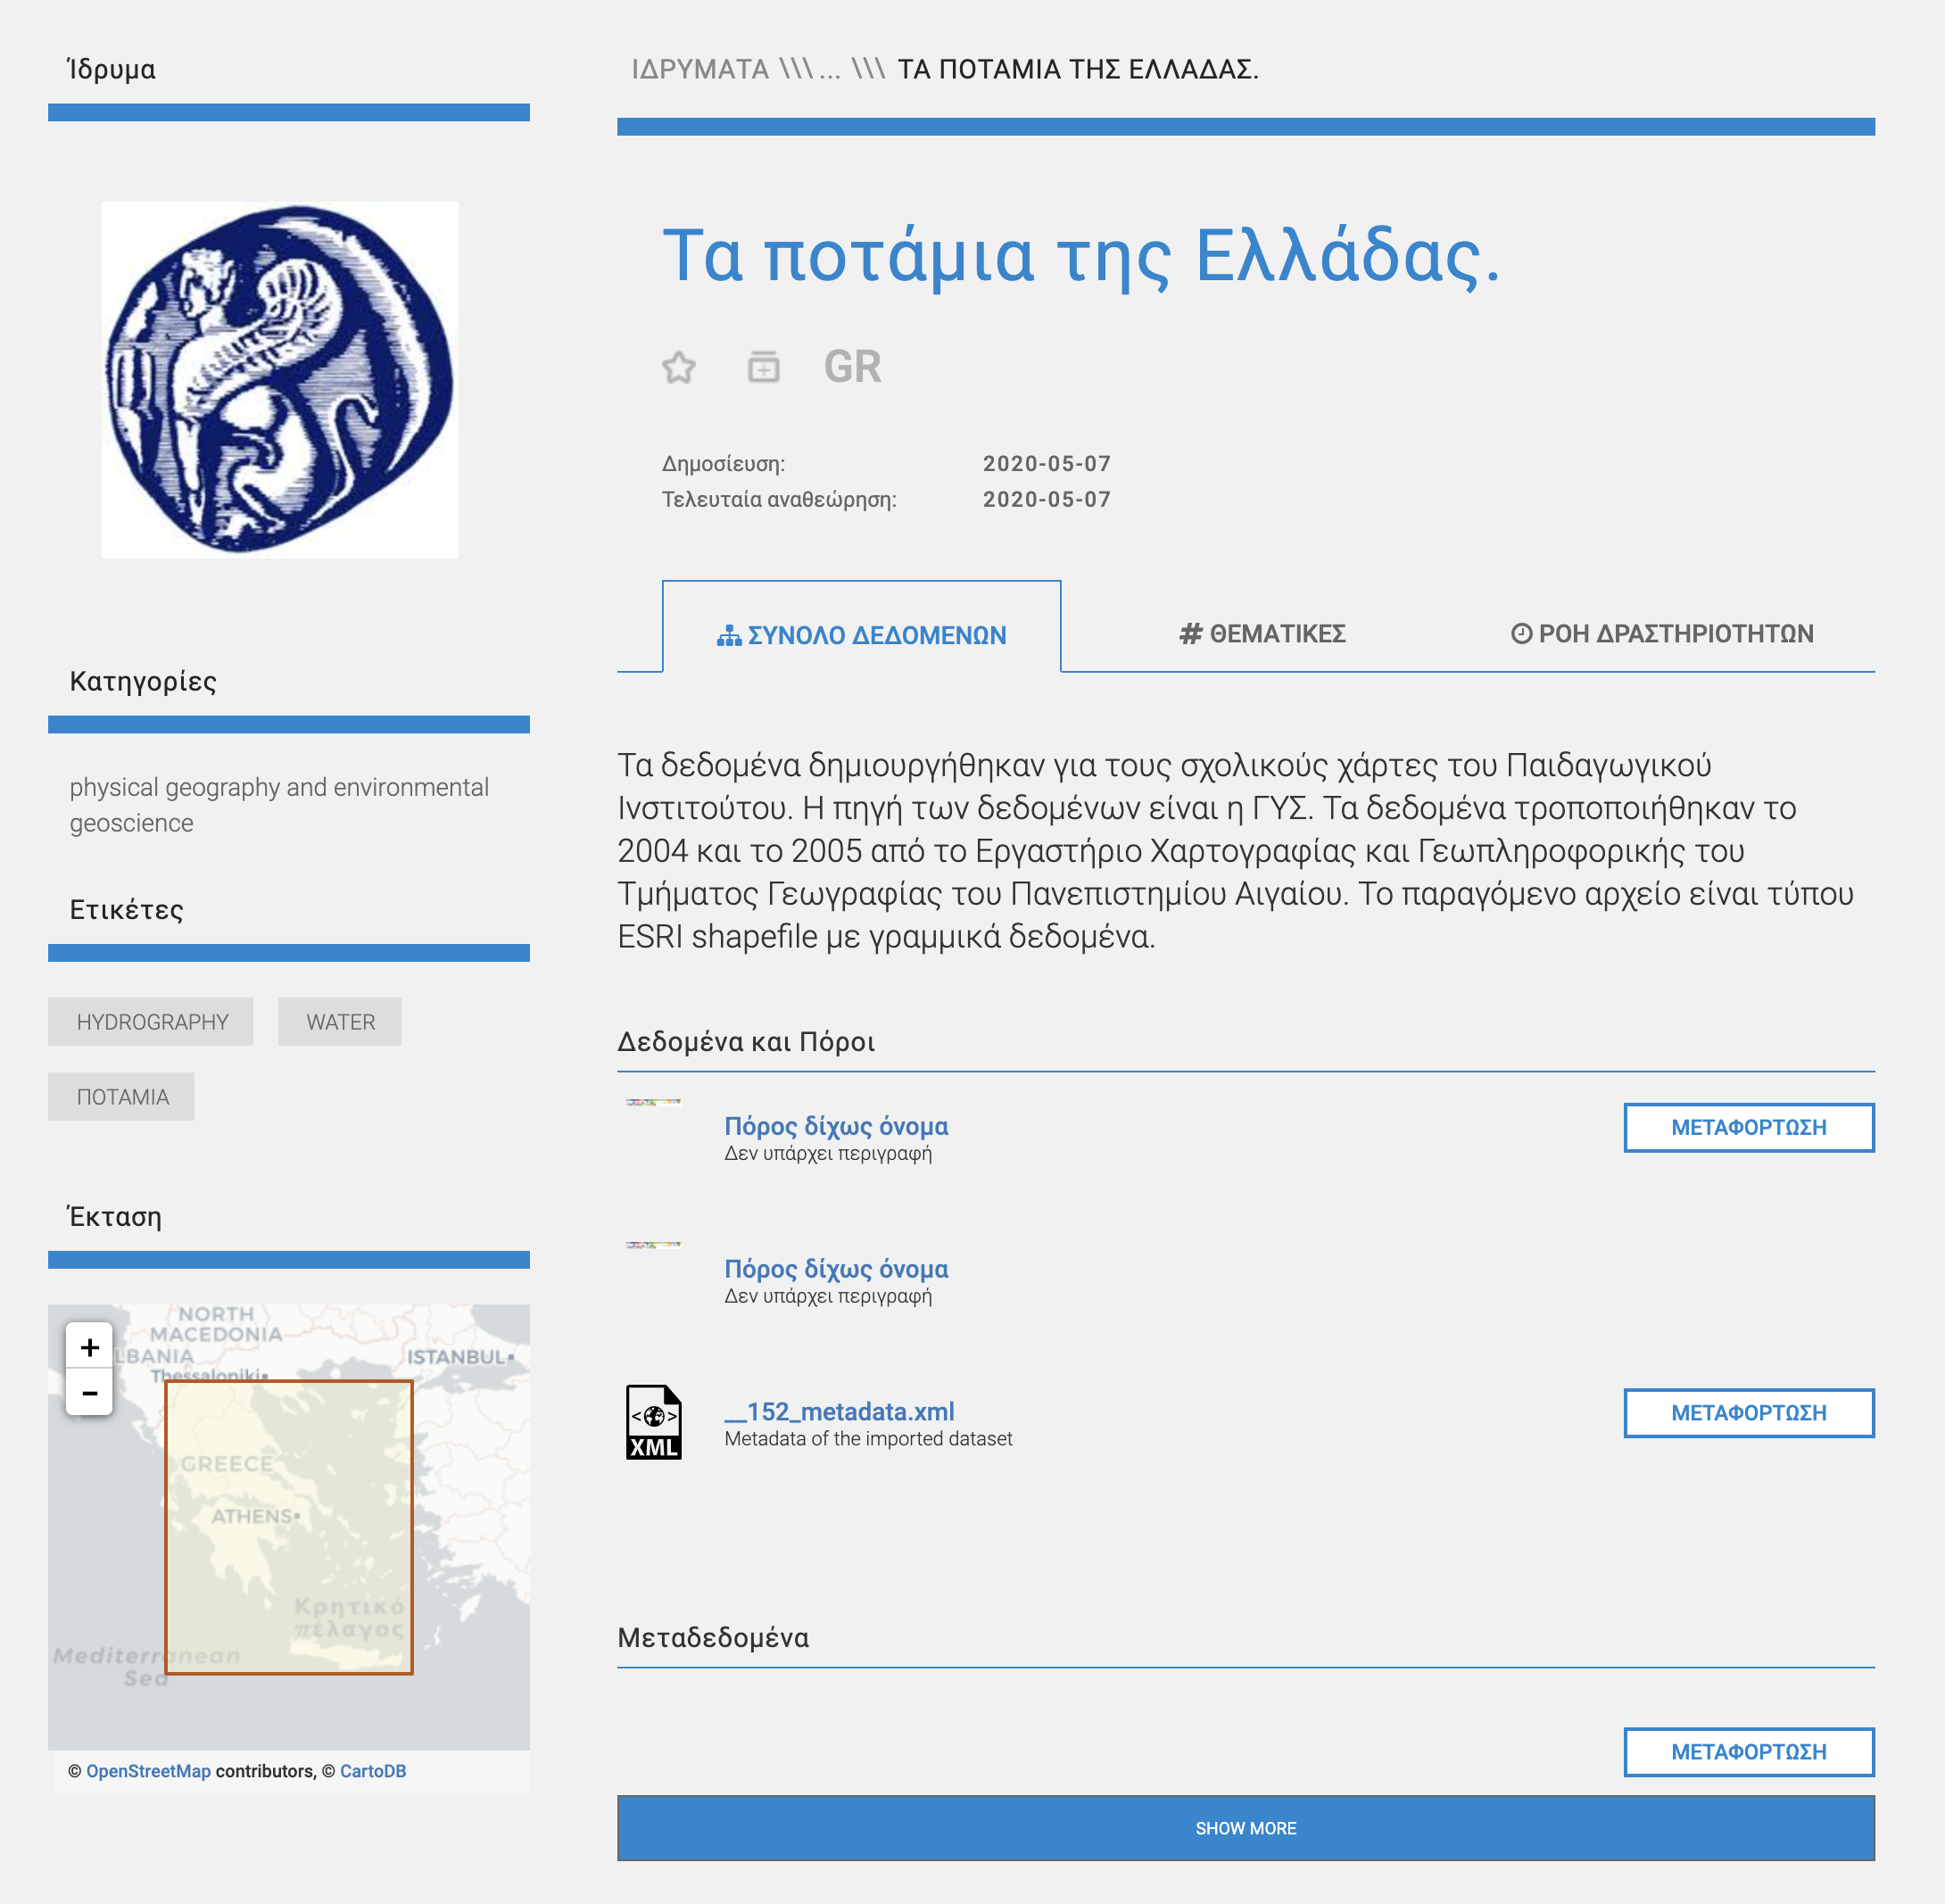 Ίδρυμα
ΙΔΡΥΜΑΤΑ \\\ ... \\\ ΤΑ ΠΟΤΑΜΙΑ ΤΗΣ ΕΛΛΑΔΑΣ.
Τα ποτάμια της Ελλάδας.
GR
Δημοσίευση: 2020-05-07
Τελευταία αναθεώρηση: 2020-05-07
ΣΥΝΟΛΟ ΔΕΔΟΜΕΝΩΝ
# ΘΕΜΑΤΙΚΕΣ
ΡΟΗ ΔΡΑΣΤΗΡΙΟΤΗΤΩΝ
Κατηγορίες
physical geography and environmental
geoscience
Ετικέτες
HYDROGRAPHY
WATER
ΠΟΤΑΜΙΑ
Έκταση
+
−
NORTH
MACEDONIA
LBANIA
Thessaloniki
ISTANBUL
GREECE
ATHENS
Κρητικό
πέλαγος
Mediterranean
Sea
© OpenStreetMap contributors, © CartoDB
Τα δεδομένα δημιουργήθηκαν για τους σχολικούς χάρτες του Παιδαγωγικού
Ινστιτούτου. Η πηγή των δεδομένων είναι η ΓΥΣ. Τα δεδομένα τροποποιήθηκαν το
2004 και το 2005 από το Εργαστήριο Χαρτογραφίας και Γεωπληροφορικής του
Τμήματος Γεωγραφίας του Πανεπιστημίου Αιγαίου. Το παραγόμενο αρχείο είναι τύπου
ESRI shapefile με γραμμικά δεδομένα.
Δεδομένα και Πόροι
Πόρος δίχως όνομα
Δεν υπάρχει περιγραφή
ΜΕΤΑΦΟΡΤΩΣΗ
Πόρος δίχως όνομα
Δεν υπάρχει περιγραφή
XML
__152_metadata.xml
Metadata of the imported dataset
ΜΕΤΑΦΟΡΤΩΣΗ
Μεταδεδομένα
ΜΕΤΑΦΟΡΤΩΣΗ
SHOW MORE